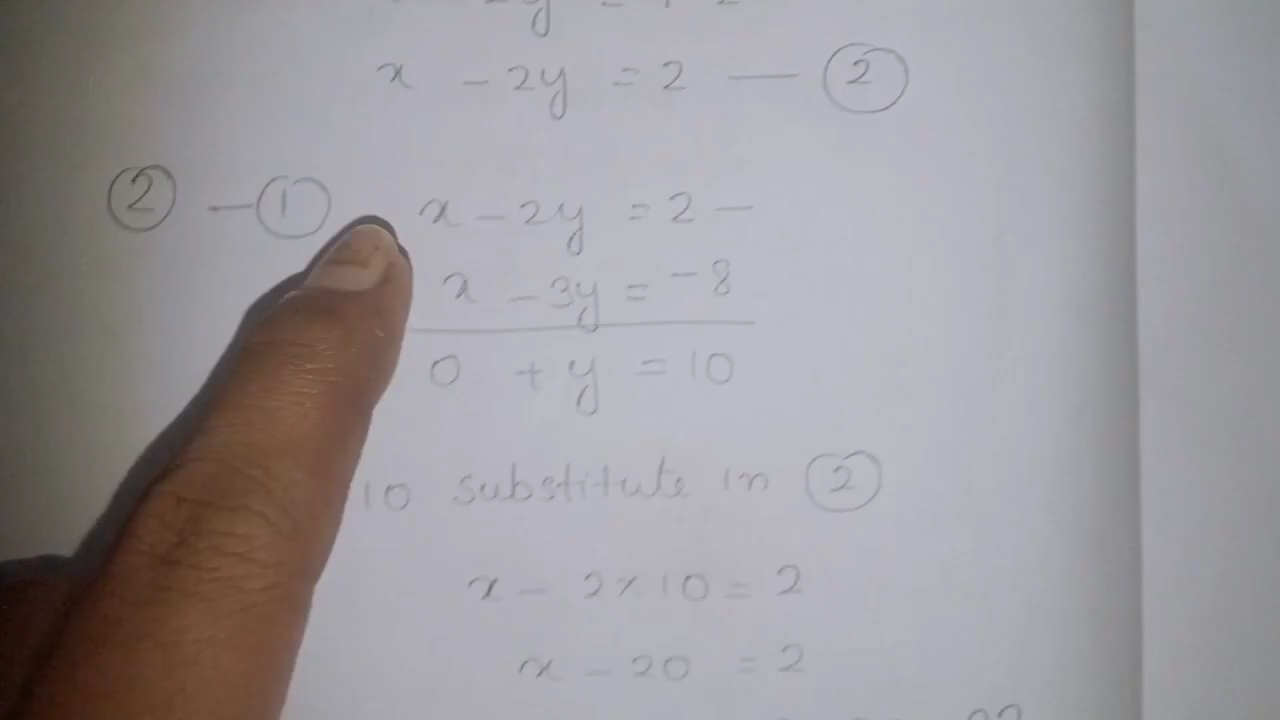 x - 2y = 2 — ②
② — ① x - 2y = 2 -
x - 3y = -8
0 + y = 10
10 substitute in ②
x - 2×10 = 2
x - 20 = 2